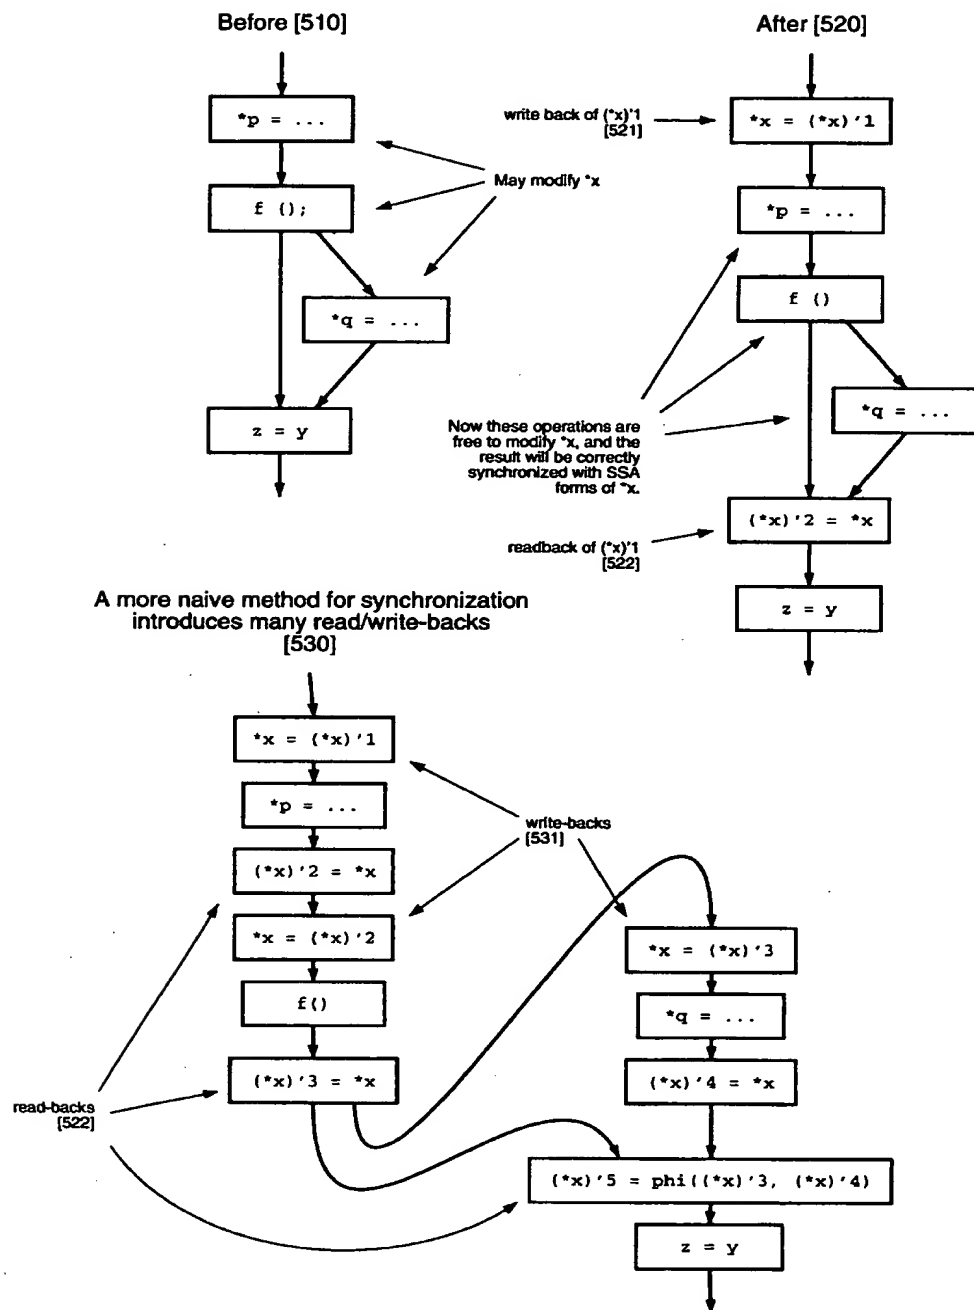 Before [510]
*p = ...
f ();
May modify *x
*q = ...
z = y
After [520]
write back of (*x)'1
[521]
*x = (*x)'1
*p = ...
f ()
*q = ...
Now these operations are
free to modify *x, and the
result will be correctly
synchronized with SSA
forms of *x.
(*x)'2 = *x
readback of (*x)'1
[522]
z = y
A more naive method for synchronization
introduces many read/write-backs
[530]
*x = (*x)'1
*p = ...
write-backs
[531]
(*x)'2 = *x
*x = (*x)'2
f()
(*x)'3 = *x
read-backs
[522]
*x = (*x)'3
*q = ...
(*x)'4 = *x
(*x)'5 = phi((*x)'3, (*x)'4)
z = y